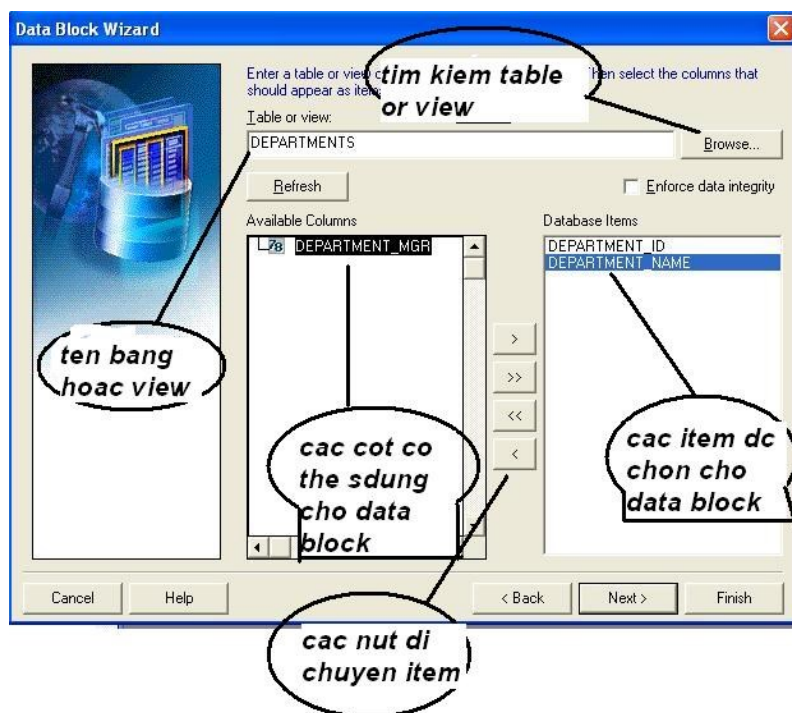 Data Block Wizard
Enter a table or view
Then select the columns that
should appear as
tim kiem table
or view
Table or view:
DEPARTMENTS
Browse...
Refresh
Enforce data integrity
Available Columns
Database Items
DEPARTMENT_MGR
DEPARTMENT_ID
DEPARTMENT_NAME
ten bang
hoac view
>
>>
<<
<
cac cot co
the sdung
cho data
block
cac item dc
chon cho
data block
Cancel
Help
< Back
Next >
Finish
cac nut di
chuyen item